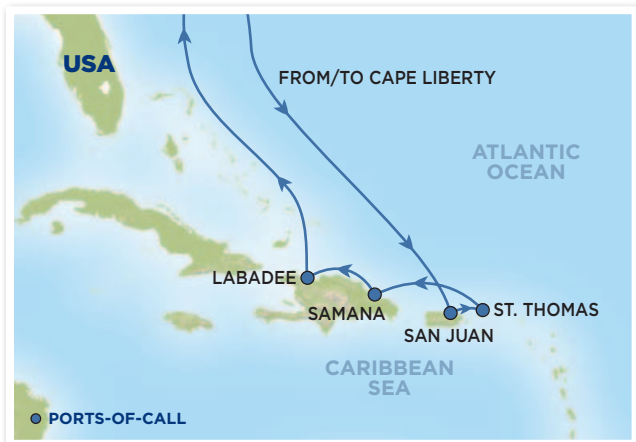 USA
FROM/TO CAPE LIBERTY
ATLANTIC
OCEAN
LABADEE
SAMANA
ST. THOMAS
SAN JUAN
CARIBBEAN
SEA
PORTS-OF-CALL